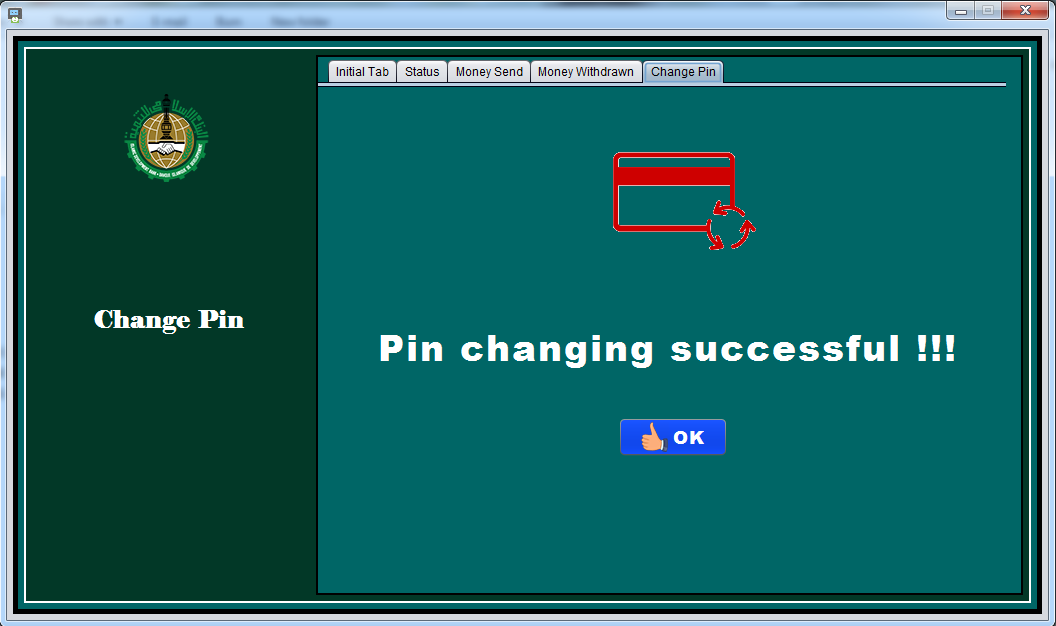 Initial Tab
Status
Money Send
Money Withdrawn
Change Pin
Change Pin
Pin changing successful !!!
OK